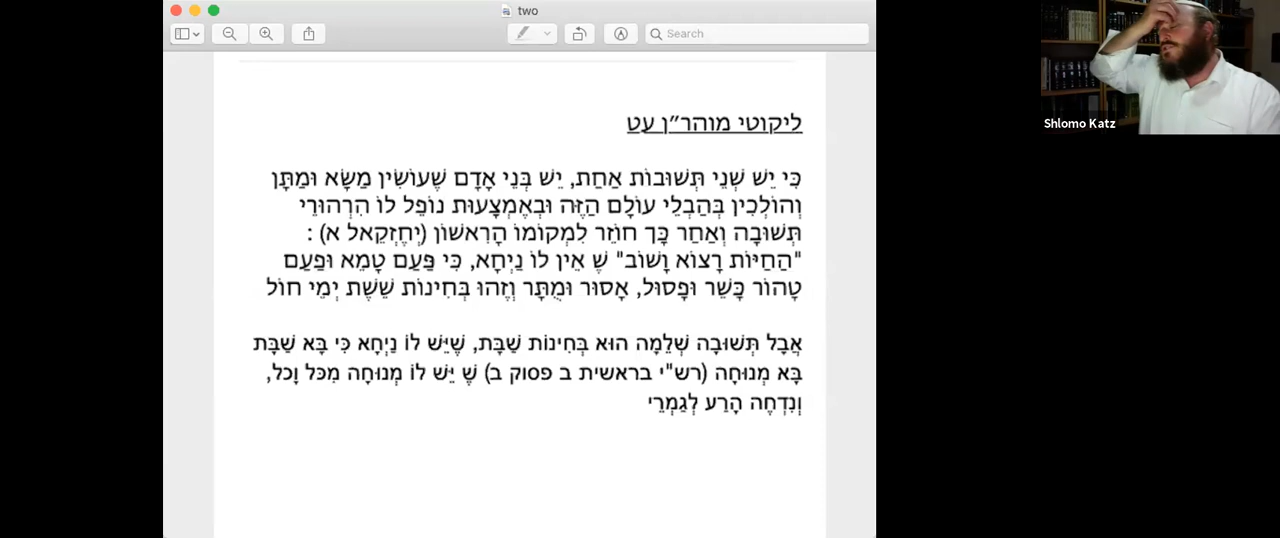 two
Search
Shlomo Katz
ליקוטי מוהר״ן עט
כִּי יֵשׁ שְׁנֵי תְּשׁוּבוֹת אַחַת, יֵשׁ בְּנֵי אָדָם שֶׁעוֹשִׂין מַשָּׂא וּמַתָּן
וְהוֹלְכִין בְּהַבְלֵי עוֹלָם הַזֶּה וּבְאֶמְצָעוּת נוֹפֵל לוֹ הִרְהוּרֵי
תְּשׁוּבָה וְאַחַר כָּךְ חוֹזֵר לִמְקוֹמוֹ הָרִאשׁוֹן (יְחֶזְקֵאל א) :
"הַחַיּוֹת רָצוֹא וָשׁוֹב" שֶׁ אֵין לוֹ נַיְחָא, כִּי פַּעַם טָמֵא וּפַעַם
טָהוֹר כָּשֵׁר וּפָסוּל, אָסוּר וּמֻתָּר וְזֶהוּ בְּחִינוֹת שֵׁשֶׁת יְמֵי חוֹל
אֲבָל תְּשׁוּבָה שְׁלֵמָה הוּא בְּחִינוֹת שַׁבָּת, שֶׁיֵּשׁ לוֹ נַיְחָא כִּי בָּא שַׁבָּת
בָּא מְנוּחָה (רש"י בראשית ב פסוק ב) שֶׁ יֵּשׁ לוֹ מְנוּחָה מִכֹּל וָכֹל,
וְנִדְחֶה הָרַע לְגַמְרֵי